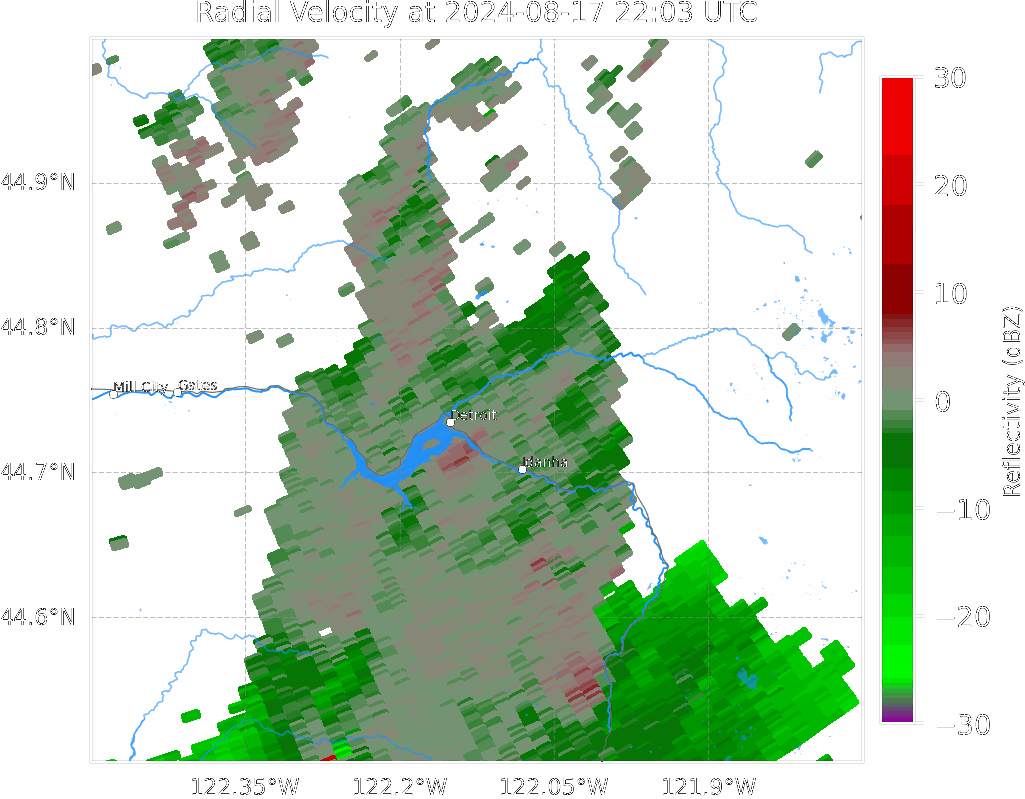 Radial Velocity at 2024-08-17 22:03 UTC
30
20
10
0
−10
−20
−30
Reflectivity (dBZ)
44.9°N
44.8°N
44.7°N
44.6°N
Mill City
Gates
Detroit
Idanha
122.35°W
122.2°W
122.05°W
121.9°W